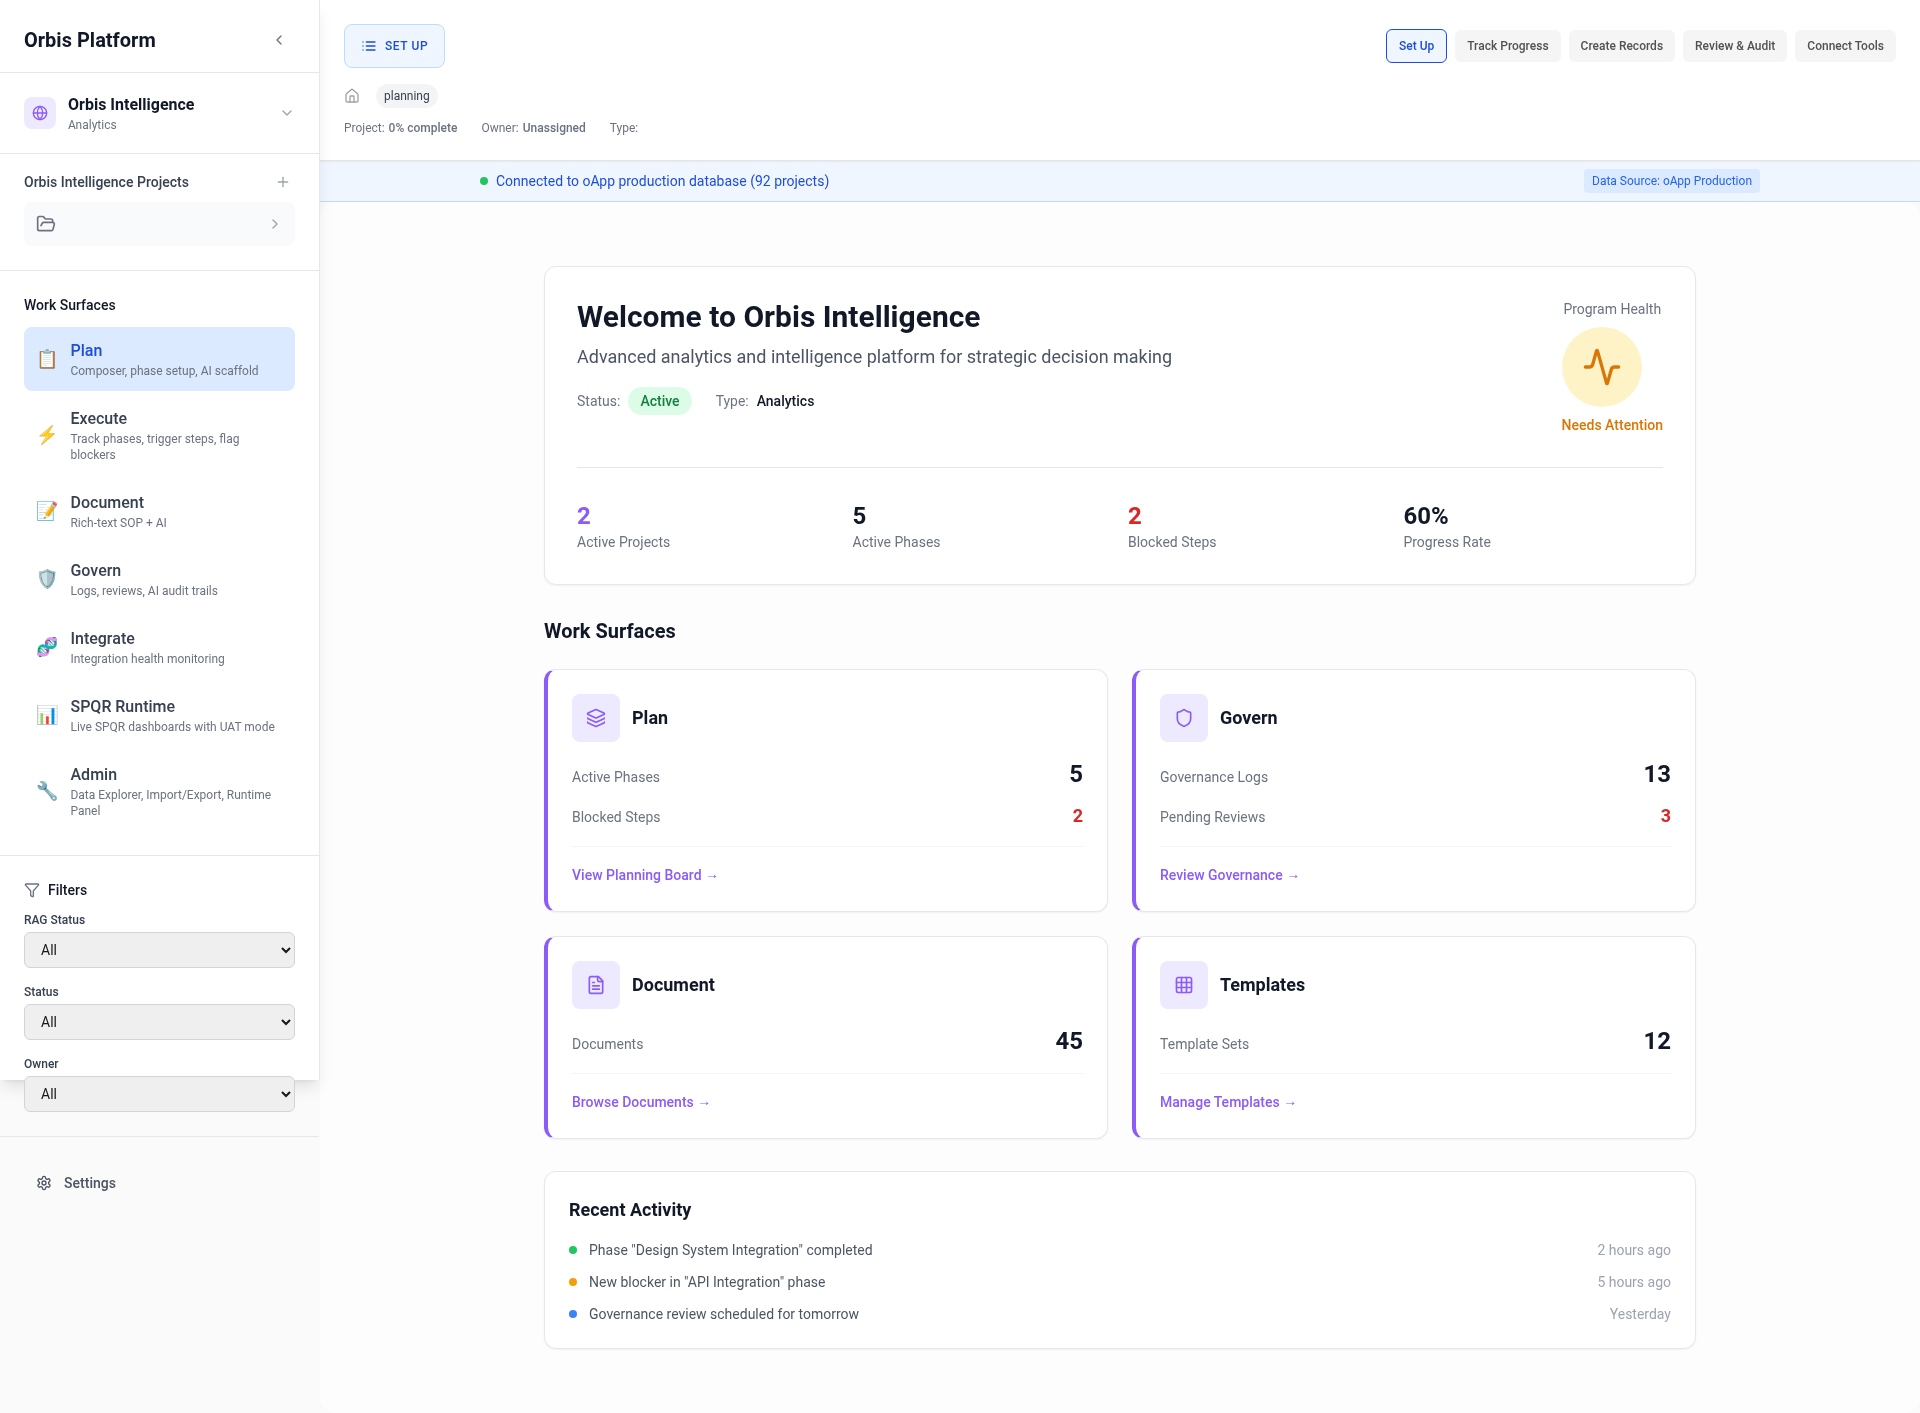 Orbis Platform
Orbis Intelligence
Analytics
Orbis Intelligence Projects
Work Surfaces
Plan
Composer, phase setup, AI scaffold
Execute
Track phases, trigger steps, flag
blockers
Document
Rich-text SOP + AI
Govern
Logs, reviews, AI audit trails
Integrate
Integration health monitoring
SPQR Runtime
Live SPQR dashboards with UAT mode
Admin
Data Explorer, Import/Export, Runtime
Panel
Filters
RAG Status
All
Status
All
Owner
All
Settings
SET UP
Set Up
Track Progress
Create Records
Review & Audit
Connect Tools
planning
Project: 0% complete Owner: Unassigned Type:
Connected to oApp production database (92 projects)
Data Source: oApp Production
Welcome to Orbis Intelligence
Advanced analytics and intelligence platform for strategic decision making
Status: Active Type: Analytics
Program Health
Needs Attention
2
Active Projects
5
Active Phases
2
Blocked Steps
60%
Progress Rate
Work Surfaces
Plan
Active Phases 5
Blocked Steps 2
View Planning Board →
Govern
Governance Logs 13
Pending Reviews 3
Review Governance →
Document
Documents 45
Browse Documents →
Templates
Template Sets 12
Manage Templates →
Recent Activity
Phase "Design System Integration" completed 2 hours ago
New blocker in "API Integration" phase 5 hours ago
Governance review scheduled for tomorrow Yesterday